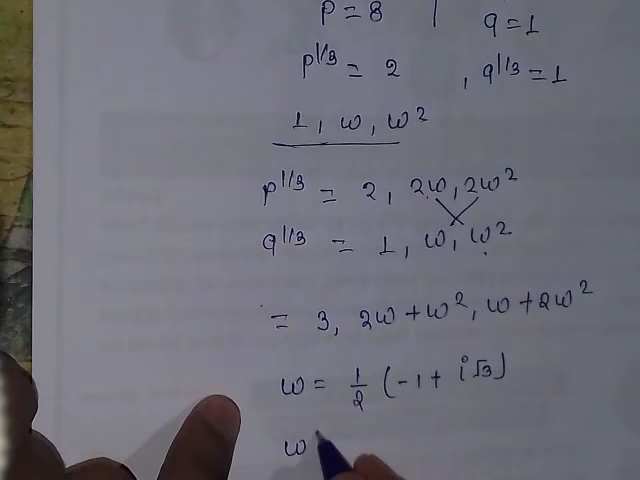 p = 8 | q = 1
p^1/3 = 2 , q^1/3 = 1
1, ω, ω²
p^1/3 = 2, 2ω, 2ω²
q^1/3 = 1, ω, ω²
= 3, 2ω + ω², ω + 2ω²
ω = 1/2 (-1 + i√3)
ω